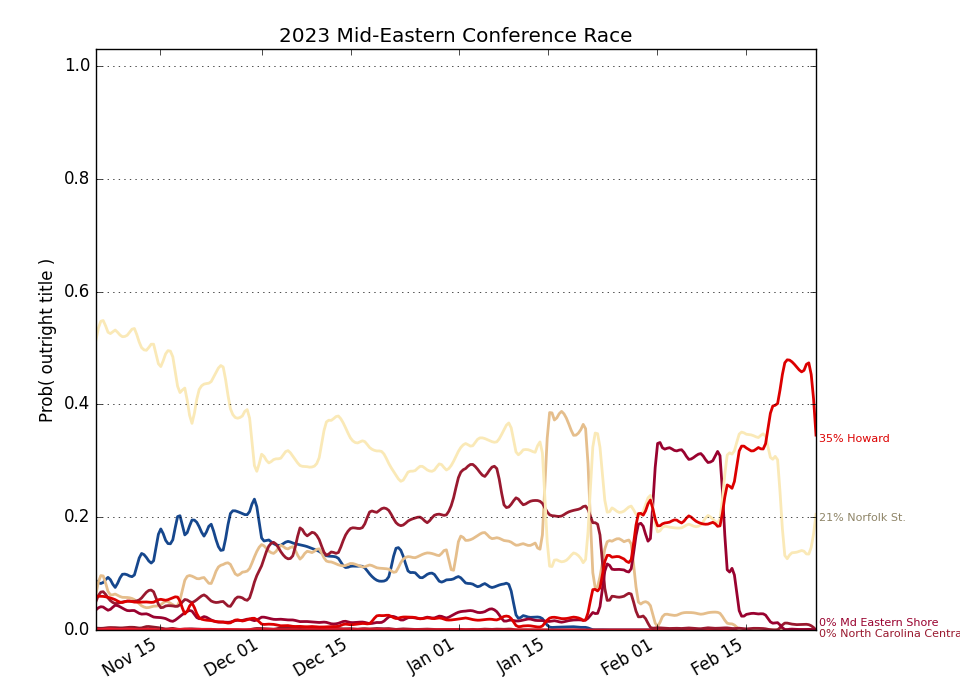 2023 Mid-Eastern Conference Race
1.0
0.8
0.6
0.4
0.2
0.0
Prob( outright title )
35% Howard
21% Norfolk St.
0% Md Eastern Shore
0% North Carolina Centra
Nov 15
Dec 01
Dec 15
Jan 01
Jan 15
Feb 01
Feb 15